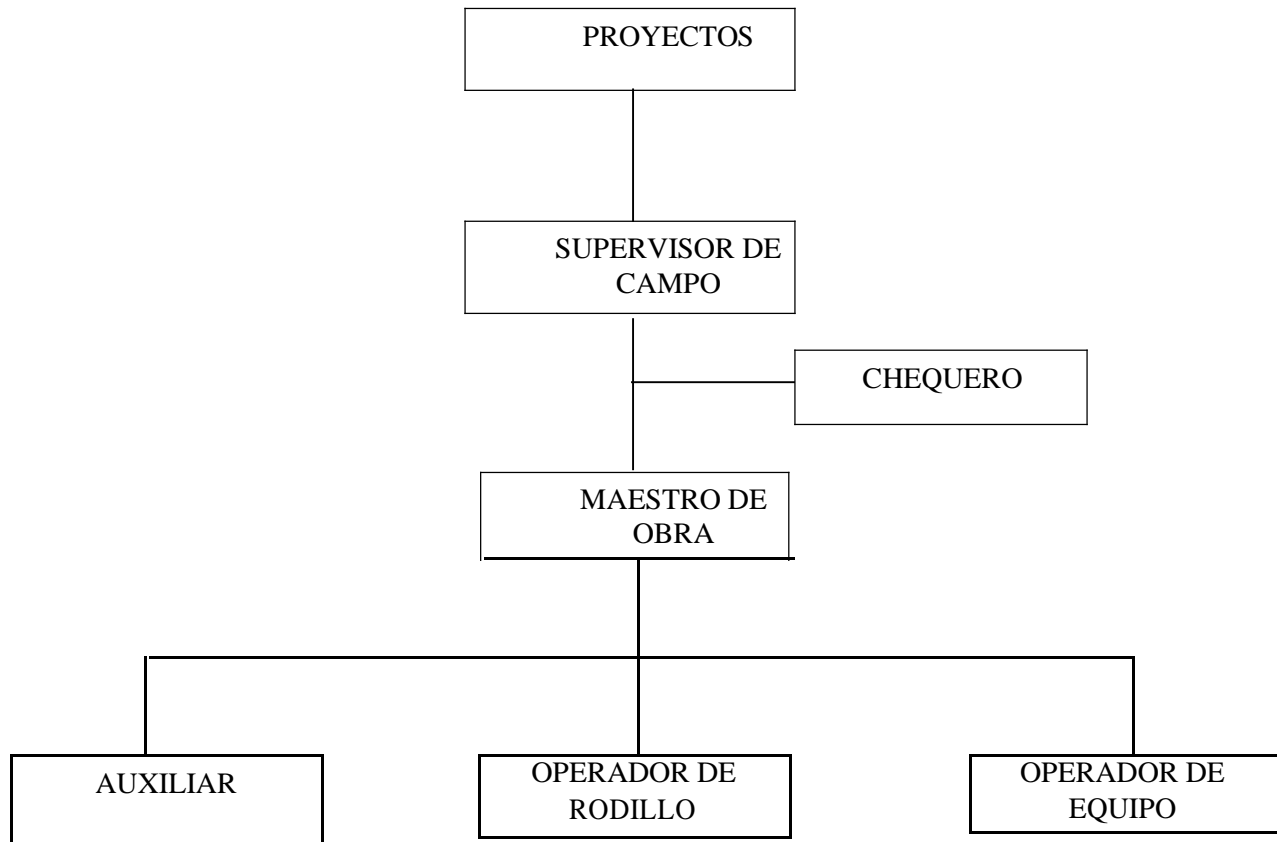 PROYECTOS
SUPERVISOR DE
CAMPO
CHEQUERO
MAESTRO DE
OBRA
AUXILIAR
OPERADOR DE
RODILLO
OPERADOR DE
EQUIPO